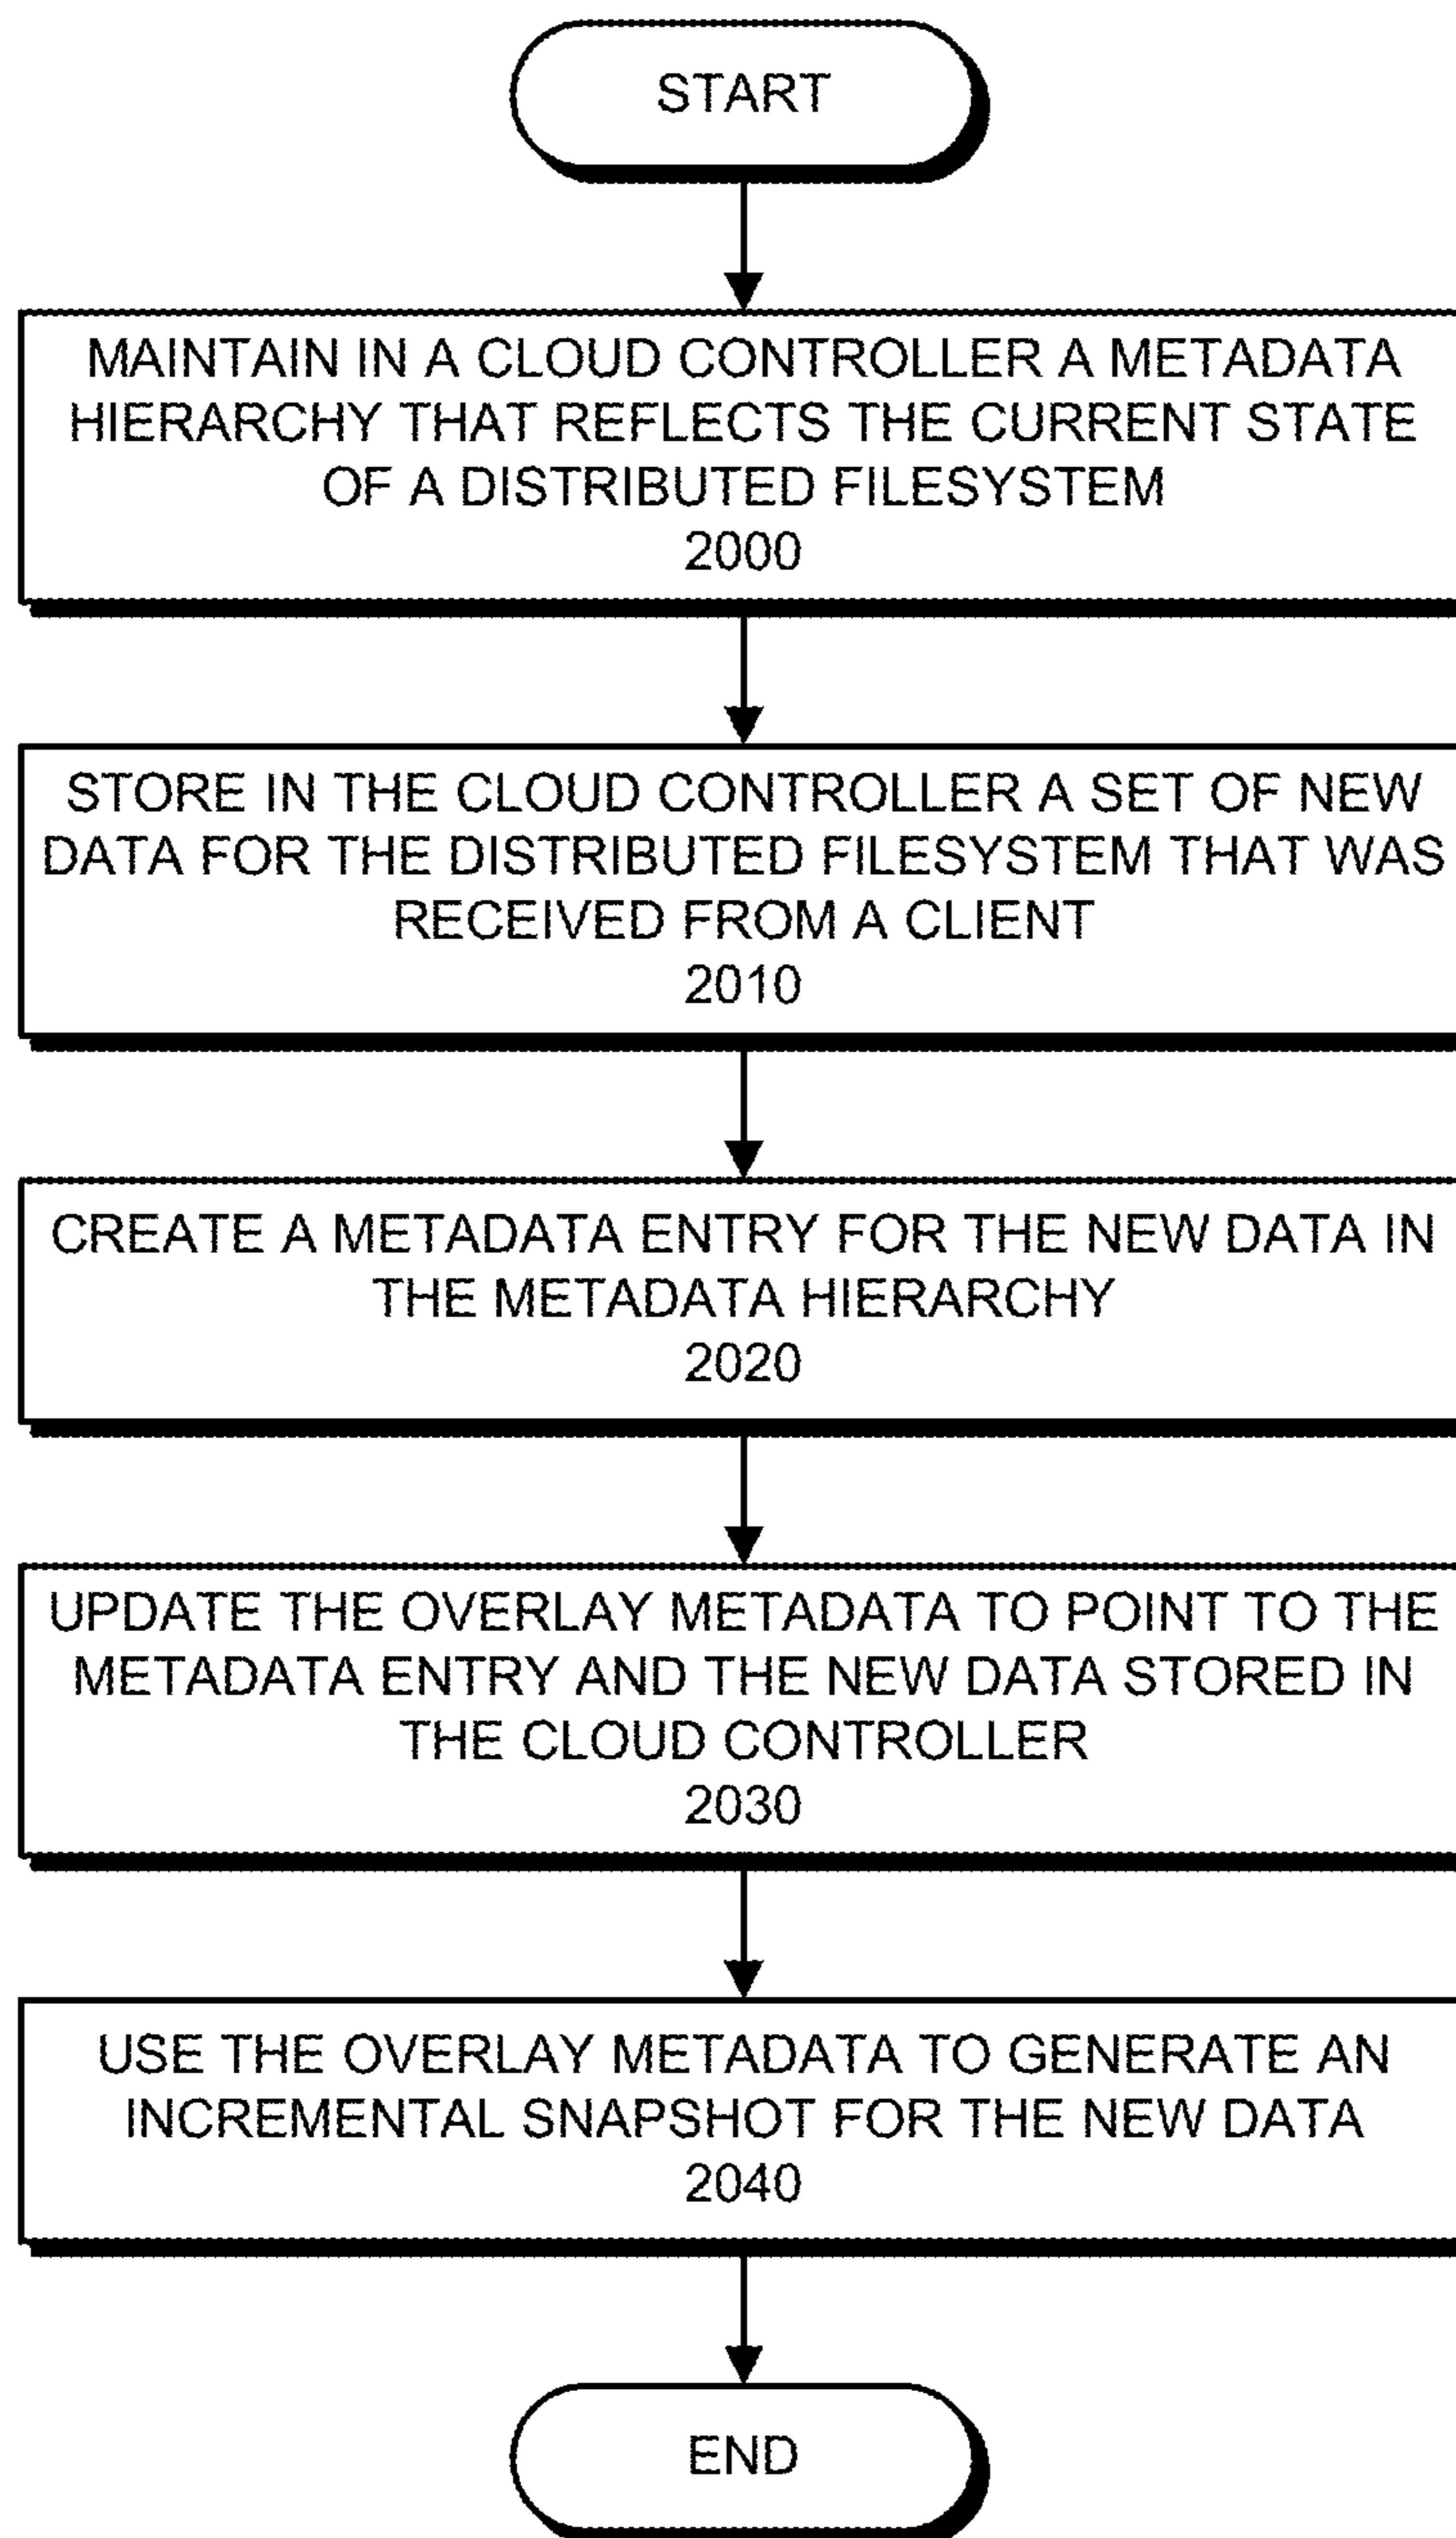 START
MAINTAIN IN A CLOUD CONTROLLER A METADATA
HIERARCHY THAT REFLECTS THE CURRENT STATE
OF A DISTRIBUTED FILESYSTEM
2000
STORE IN THE CLOUD CONTROLLER A SET OF NEW
DATA FOR THE DISTRIBUTED FILESYSTEM THAT WAS
RECEIVED FROM A CLIENT
2010
CREATE A METADATA ENTRY FOR THE NEW DATA IN
THE METADATA HIERARCHY
2020
UPDATE THE OVERLAY METADATA TO POINT TO THE
METADATA ENTRY AND THE NEW DATA STORED IN
THE CLOUD CONTROLLER
2030
USE THE OVERLAY METADATA TO GENERATE AN
INCREMENTAL SNAPSHOT FOR THE NEW DATA
2040
END